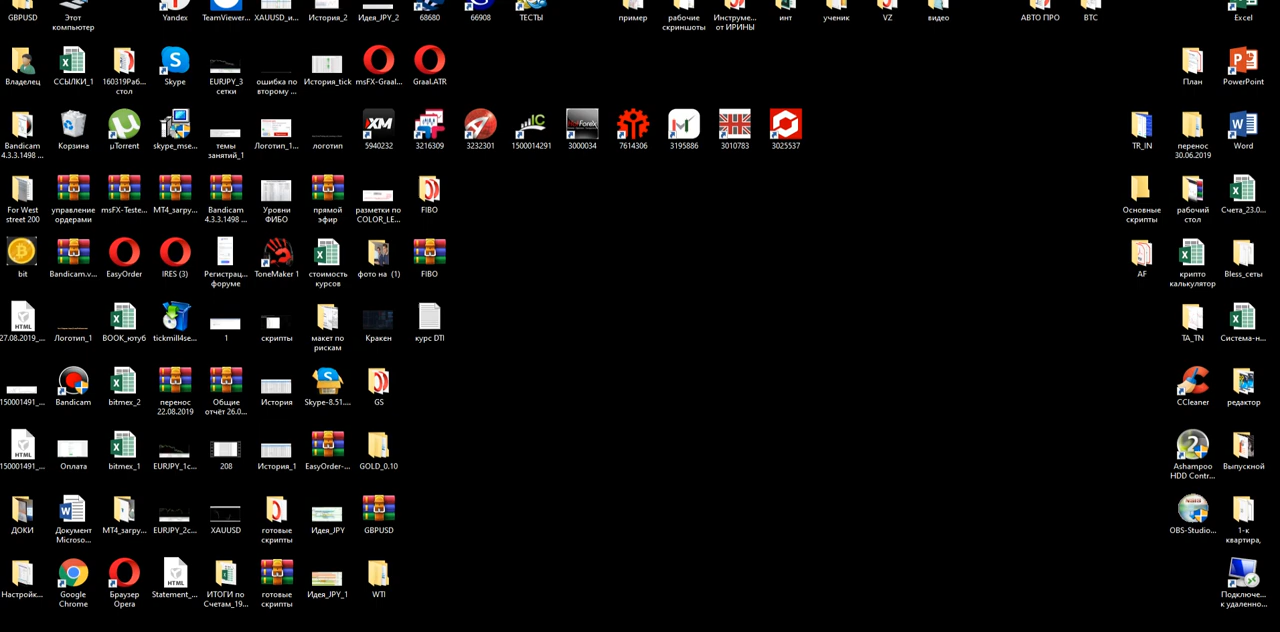 GBPUSD
Этот компьютер
Yandex
TeamViewer...
XAUUSD_и...
История_2
Идея_JPY_2
68680
66908
ТЕСТЫ
пример
рабочие скриншоты
Инструме... от ИРИНЫ
инт
ученик
VZ
видео
АВТО ПРО
BTC
Excel
Владелец
ССЫЛКИ_1
160319Раб... стол
Skype
EURJPY_3 сетки
ошибка по второму ...
История_tick
msFX-Graal...
Graal.ATR
План
PowerPoint
Bandicam 4.3.3.1498 ...
Корзина
µTorrent
skype_mse...
темы занятий_1
Логотип_1...
логотип
XM
5940232
3216309
3232301
IC
1500014291
3000034
7614306
3195886
3010783
3025537
TR_IN
перенос 30.06.2019
Word
For West street 200
управление ордерами
msFX-Teste...
MT4_загру...
Bandicam 4.3.3.1498 ...
Уровни ФИБО
прямой эфир
разметки по COLOR_LE...
FIBO
Основные скрипты
рабочий стол
Счета_23.0...
bit
Bandicam.v...
EasyOrder
IRES (3)
Регистрац... форуме
ToneMaker 1
стоимость курсов
фото на (1)
FIBO
AF
крипто калькулятор
Bless_сеты
HTML
27.08.2019_...
Логотип_1
BOOK_ютуб
tickmill4se...
1
скрипты
макет по рискам
Кракен
курс DTI
TA_TN
Система-н...
150001491_...
Bandicam
bitmex_2
перенос 22.08.2019
Общие отчёт 26.0...
История
Skype-8.51....
GS
CCleaner
редактор
HTML
150001491_...
Оплата
bitmex_1
EURJPY_1с...
208
История_1
EasyOrder-...
GOLD_0.10
Ashampoo HDD Contr...
Выпускной
ДОКИ
Документ Microso...
MT4_загру...
EURJPY_2с...
XAUUSD
готовые скрипты
Идея_JPY
GBPUSD
OBS-Studio...
1-к квартира,
Настройк...
Google Chrome
Браузер Opera
HTML
Statement_...
ИТОГИ по Счетам_19...
готовые скрипты
Идея_JPY_1
WTI
Подключе... к удаленно...